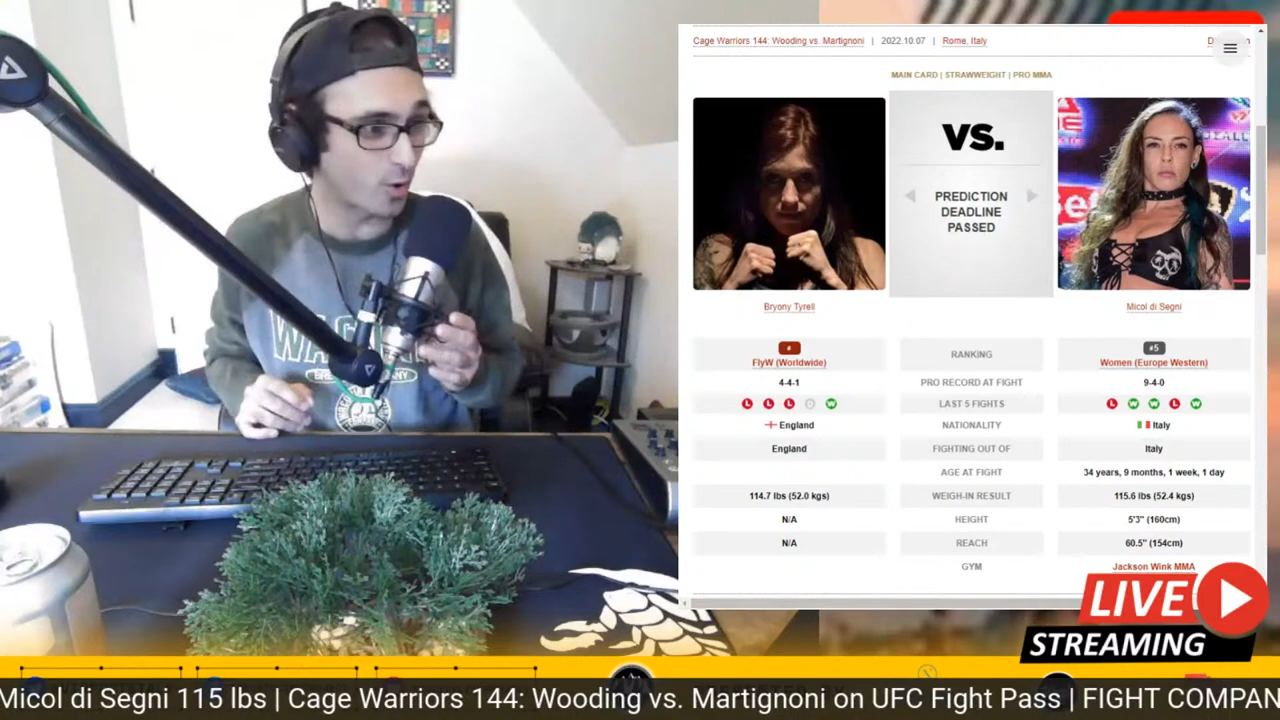 Cage Warriors 144: Wooding vs. Martignoni | 2022.10.07 | Rome, Italy
MAIN CARD | STRAWWEIGHT | PRO MMA
VS.
PREDICTION
DEADLINE
PASSED
Bryony Tyrell
Micol di Segni
#5
FlyW (Worldwide) RANKING Women (Europe Western)
4-4-1 PRO RECORD AT FIGHT 9-4-0
L L L D W LAST 5 FIGHTS L W W L W
England NATIONALITY Italy
England FIGHTING OUT OF Italy
AGE AT FIGHT 34 years, 9 months, 1 week, 1 day
114.7 lbs (52.0 kgs) WEIGH-IN RESULT 115.6 lbs (52.4 kgs)
N/A HEIGHT 5'3" (160cm)
N/A REACH 60.5" (154cm)
GYM Jackson Wink MMA
LIVE
STREAMING
Micol di Segni 115 lbs | Cage Warriors 144: Wooding vs. Martignoni on UFC Fight Pass | FIGHT COMPAN